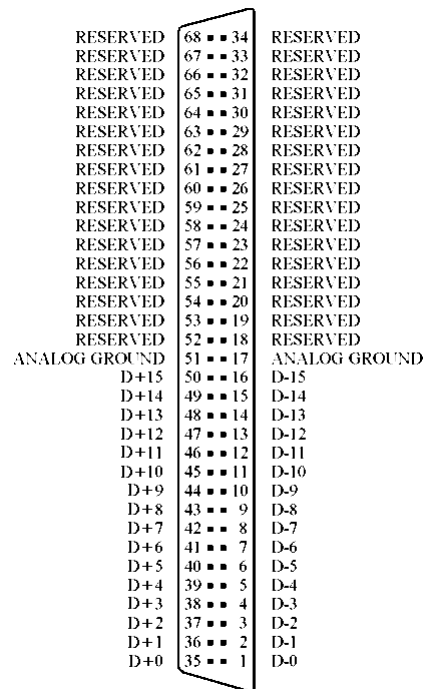 RESERVED 68 34 RESERVED
RESERVED 67 33 RESERVED
RESERVED 66 32 RESERVED
RESERVED 65 31 RESERVED
RESERVED 64 30 RESERVED
RESERVED 63 29 RESERVED
RESERVED 62 28 RESERVED
RESERVED 61 27 RESERVED
RESERVED 60 26 RESERVED
RESERVED 59 25 RESERVED
RESERVED 58 24 RESERVED
RESERVED 57 23 RESERVED
RESERVED 56 22 RESERVED
RESERVED 55 21 RESERVED
RESERVED 54 20 RESERVED
RESERVED 53 19 RESERVED
RESERVED 52 18 RESERVED
ANALOG GROUND 51 17 ANALOG GROUND
D+15 50 16 D-15
D+14 49 15 D-14
D+13 48 14 D-13
D+12 47 13 D-12
D+11 46 12 D-11
D+10 45 11 D-10
D+9 44 10 D-9
D+8 43 9 D-8
D+7 42 8 D-7
D+6 41 7 D-6
D+5 40 6 D-5
D+4 39 5 D-4
D+3 38 4 D-3
D+2 37 3 D-2
D+1 36 2 D-1
D+0 35 1 D-0